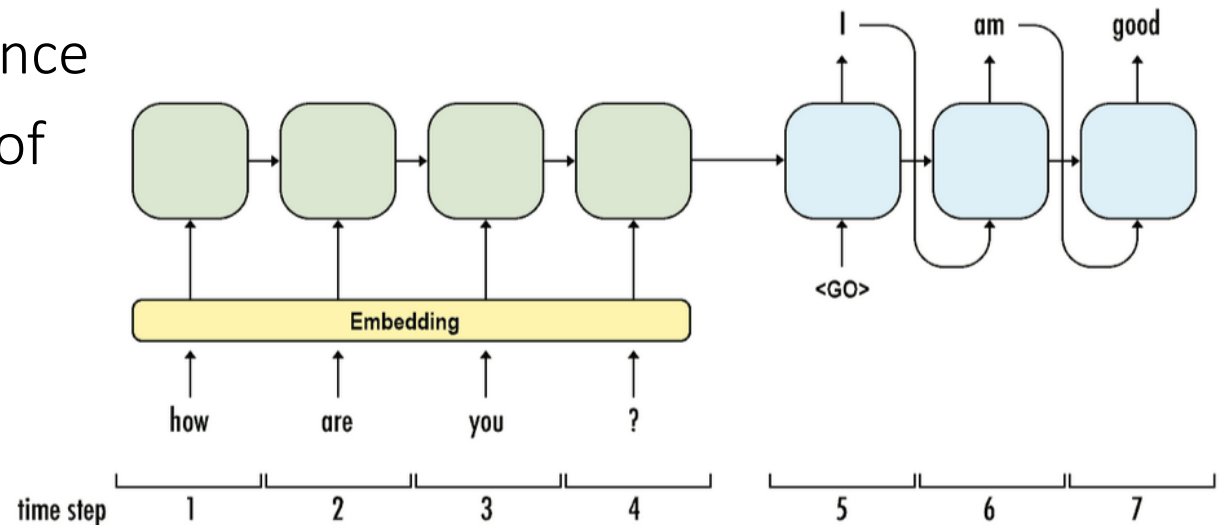 nce
of
I am good
<GO>
Embedding
how are you ?
time step 1 2 3 4 5 6 7